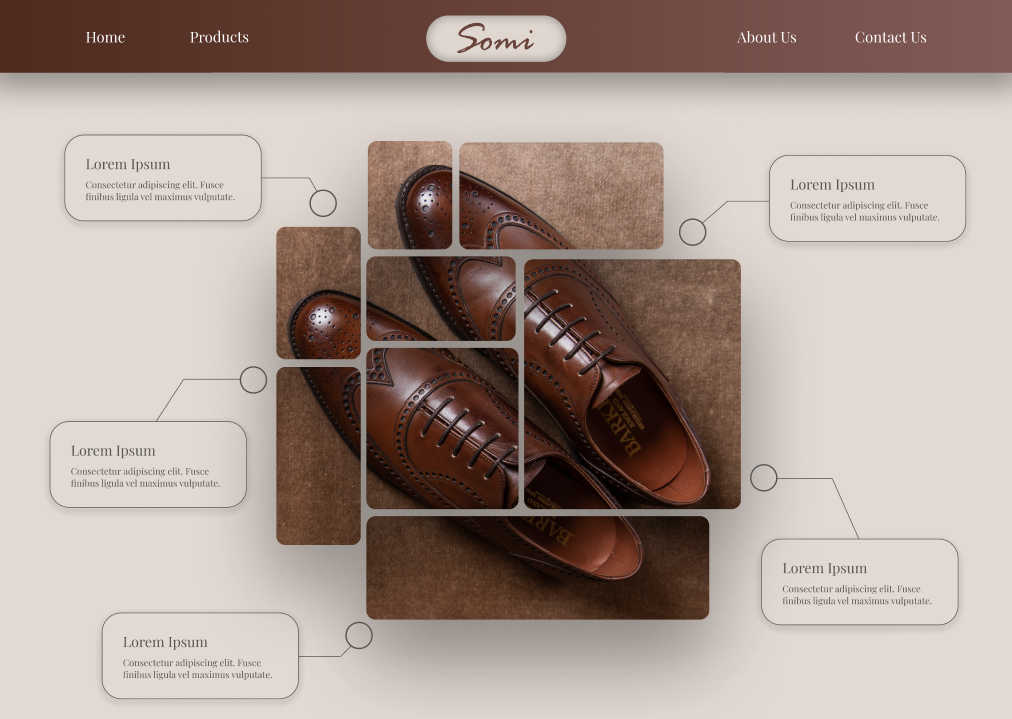 Home
Products
Somi
About Us
Contact Us
Lorem Ipsum
Consectetur adipiscing elit. Fusce
finibus ligula vel maximus vulputate.
Lorem Ipsum
Consectetur adipiscing elit. Fusce
finibus ligula vel maximus vulputate.
BARK
Lorem Ipsum
Consectetur adipiscing elit. Fusce
finibus ligula vel maximus vulputate.
BARK
Lorem Ipsum
Consectetur adipiscing elit. Fusce
finibus ligula vel maximus vulputate.
Lorem Ipsum
Consectetur adipiscing elit. Fusce
finibus ligula vel maximus vulputate.